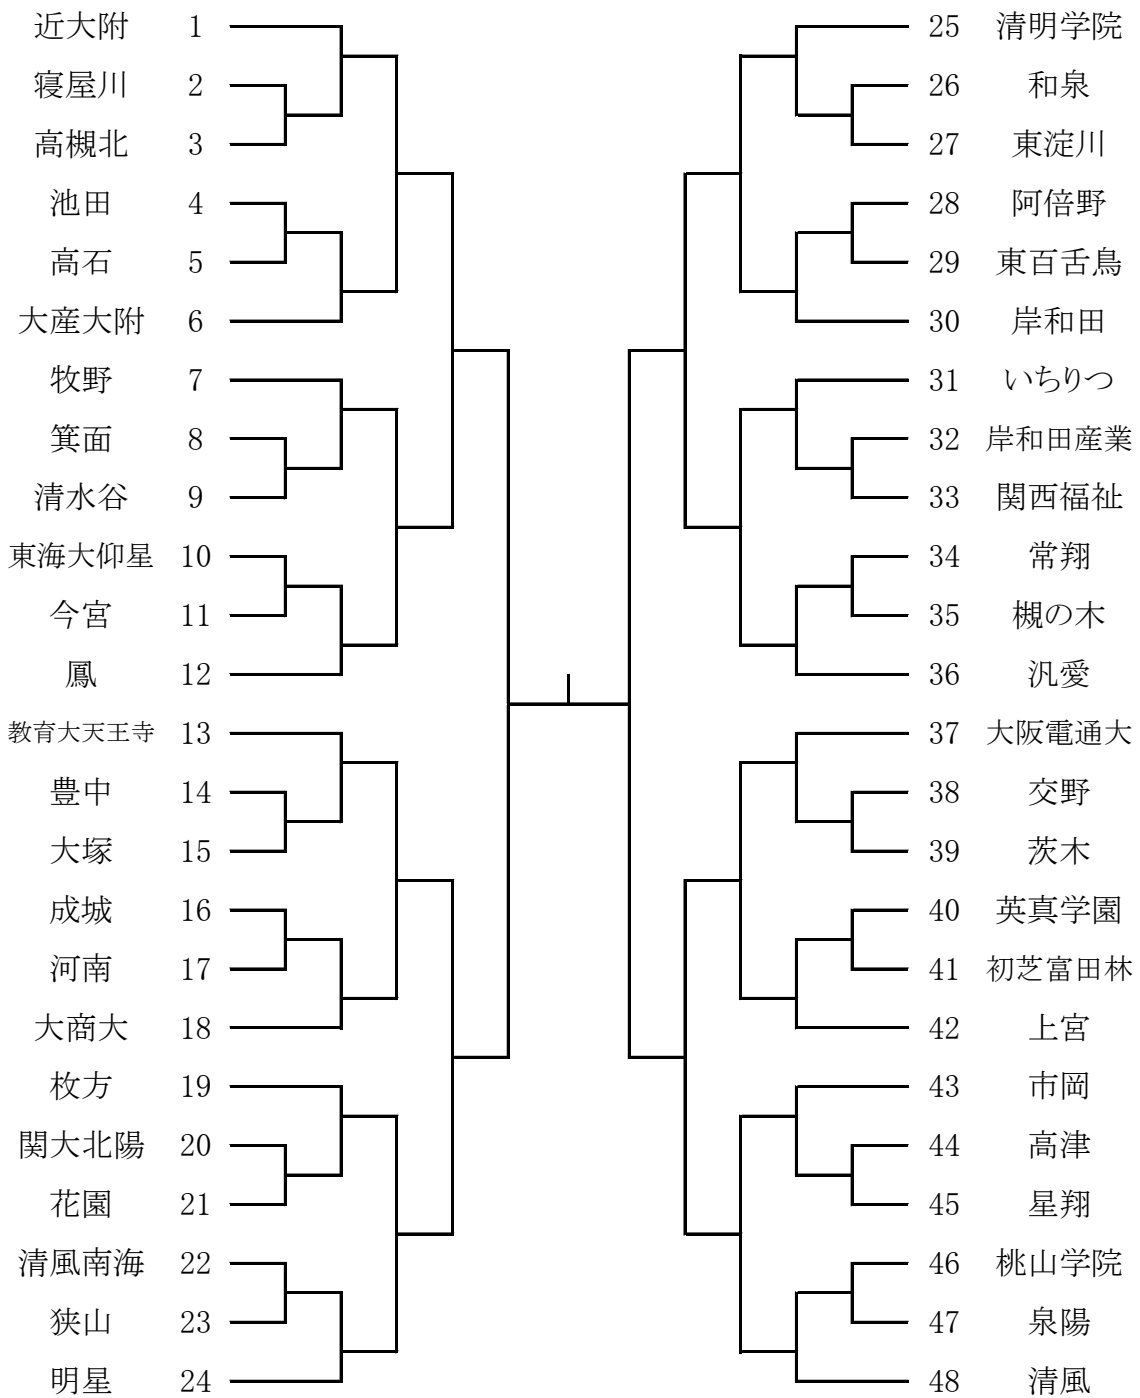 近大附 1
寝屋川 2
高槻北 3
池田 4
高石 5
大産大附 6
牧野 7
箕面 8
清水谷 9
東海大仰星 10
今宮 11
鳳 12
教育大天王寺 13
豊中 14
大塚 15
成城 16
河南 17
大商大 18
枚方 19
関大北陽 20
花園 21
清風南海 22
狭山 23
明星 24
25 清明学院
26 和泉
27 東淀川
28 阿倍野
29 東百舌鳥
30 岸和田
31 いちりつ
32 岸和田産業
33 関西福祉
34 常翔
35 槻の木
36 汎愛
37 大阪電通大
38 交野
39 茨木
40 英真学園
41 初芝富田林
42 上宮
43 市岡
44 高津
45 星翔
46 桃山学院
47 泉陽
48 清風